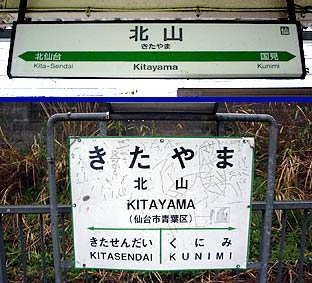 北山
仙
きたやま
北仙台 国見
Kita-Sendai Kitayama Kunimi
きたやま
北山
KITAYAMA
(仙台市青葉区)
きたせんだい くにみ
KITASENDAI KUNIMI